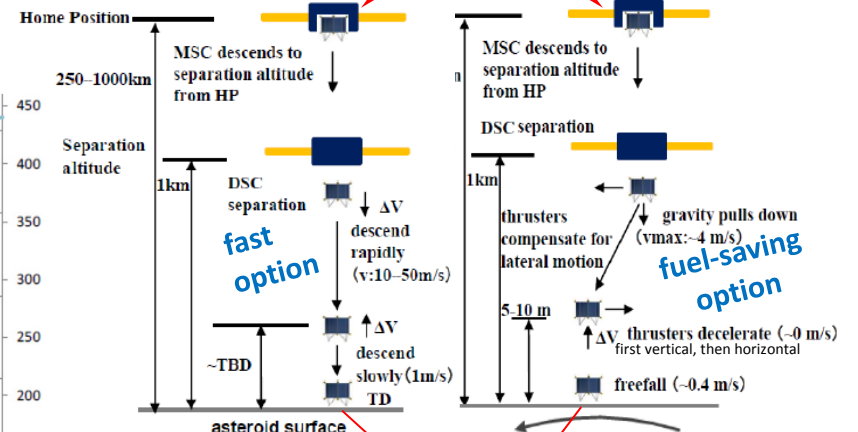 Home Position
MSC descends to
separation altitude
from HP
250–1000km
450
Separation
altitude
400
1km
DSC
separation
ΔV
descend
rapidly
(v:10–50m/s)
350
fast
option
300
250
ΔV
descend
slowly(1m/s)
~TBD
TD
200
asteroid surface
MSC descends to
separation altitude
from HP
DSC separation
1km
thrusters
compensate for
lateral motion
gravity pulls down
(vmax:~4 m/s)
fuel-saving
option
5-10 m
ΔV thrusters decelerate (~0 m/s)
first vertical, then horizontal
freefall (~0.4 m/s)